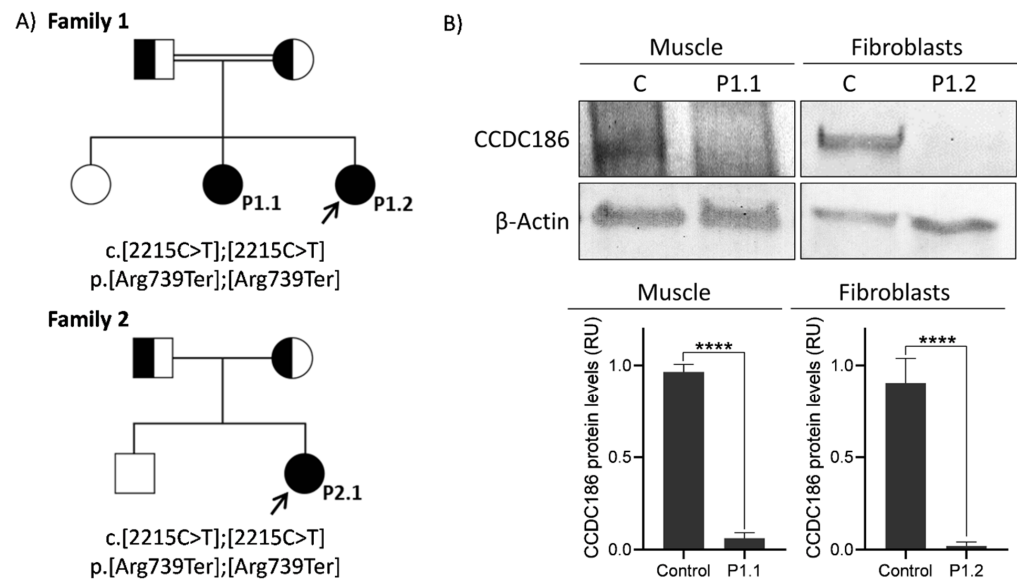 A) Family 1
P1.1
P1.2
c.[2215C>T];[2215C>T]
p.[Arg739Ter];[Arg739Ter]
Family 2
P2.1
c.[2215C>T];[2215C>T]
p.[Arg739Ter];[Arg739Ter]
B)
Muscle Fibroblasts
C P1.1 C P1.2
CCDC186
β-Actin
Muscle
CCDC186 protein levels (RU)
1.0
0.5
0.0
****
Control P1.1
Fibroblasts
CCDC186 protein levels (RU)
1.0
0.5
0.0
****
Control P1.2